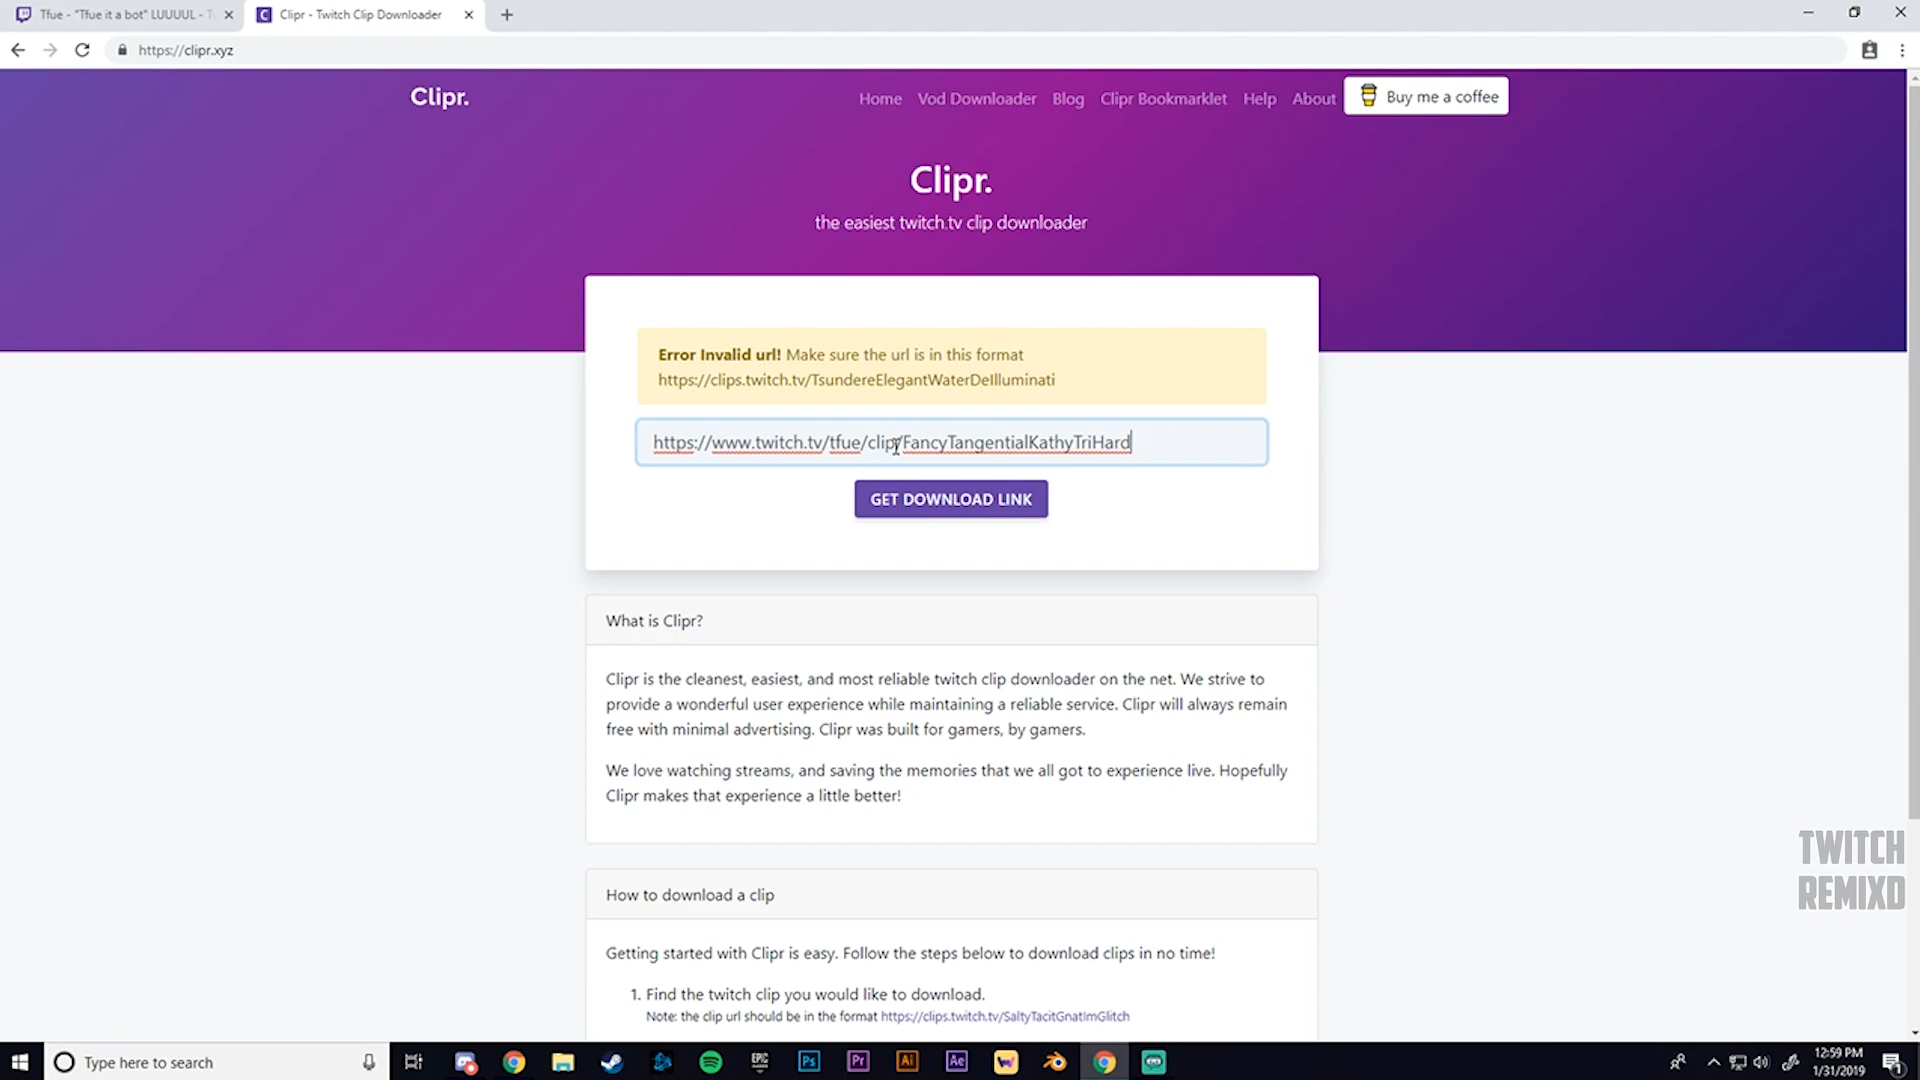 Tfue - "Tfue it a bot" LUUUUL - Tw
Clipr - Twitch Clip Downloader
https://clipr.xyz
Clipr.
Home
Vod Downloader
Blog
Clipr Bookmarklet
Help
About
Buy me a coffee
Clipr.
the easiest twitch.tv clip downloader
Error Invalid url! Make sure the url is in this format
https://clips.twitch.tv/TsundereElegantWaterDeIlluminati
https://www.twitch.tv/tfue/clip/FancyTangentialKathyTriHard
GET DOWNLOAD LINK
What is Clipr?
Clipr is the cleanest, easiest, and most reliable twitch clip downloader on the net. We strive to
provide a wonderful user experience while maintaining a reliable service. Clipr will always remain
free with minimal advertising. Clipr was built for gamers, by gamers.
We love watching streams, and saving the memories that we all got to experience live. Hopefully
Clipr makes that experience a little better!
How to download a clip
Getting started with Clipr is easy. Follow the steps below to download clips in no time!
1. Find the twitch clip you would like to download.
Note: the clip url should be in the format https://clips.twitch.tv/SaltyTacitGnatImGlitch
TWITCH
REMIXD
Type here to search
EPIC
GAMES
Ps
Pr
Ai
Ae
12:59 PM
1/31/2019
1